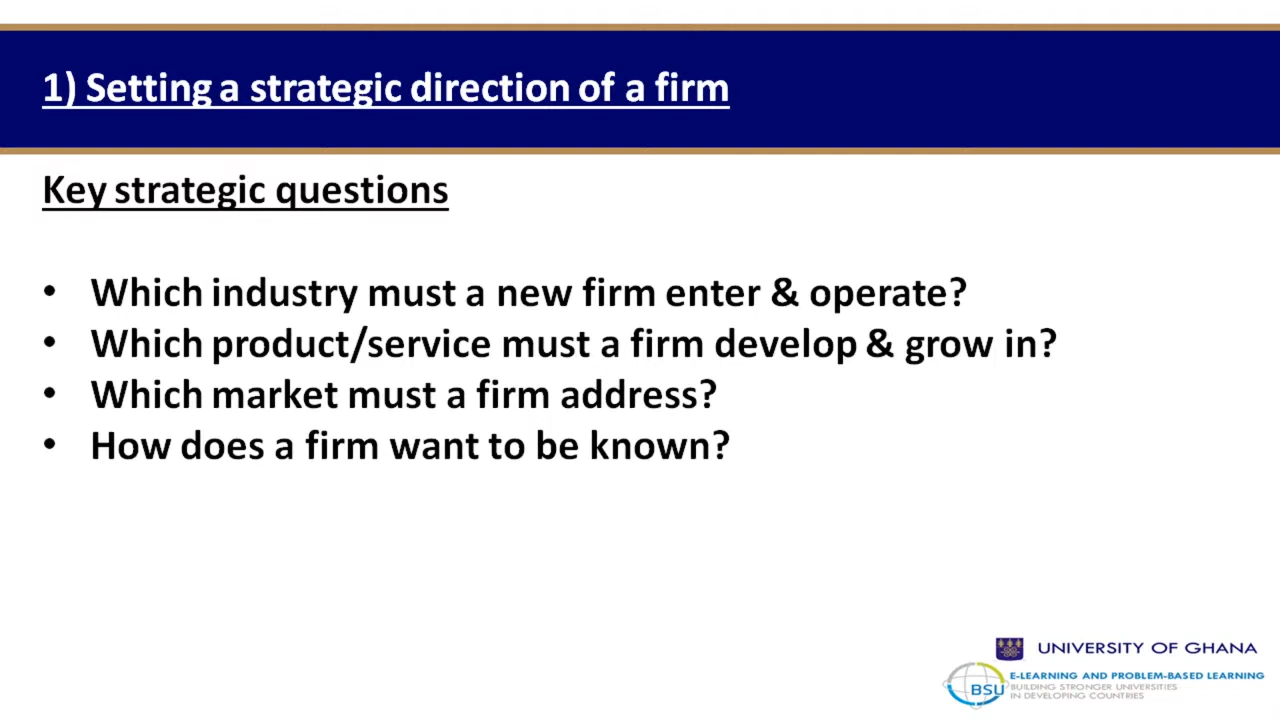 1) Setting a strategic direction of a firm
Key strategic questions
• Which industry must a new firm enter & operate?
• Which product/service must a firm develop & grow in?
• Which market must a firm address?
• How does a firm want to be known?
UNIVERSITY OF GHANA
BSU
E-LEARNING AND PROBLEM-BASED LEARNING
BUILDING STRONGER UNIVERSITIES
IN DEVELOPING COUNTRIES